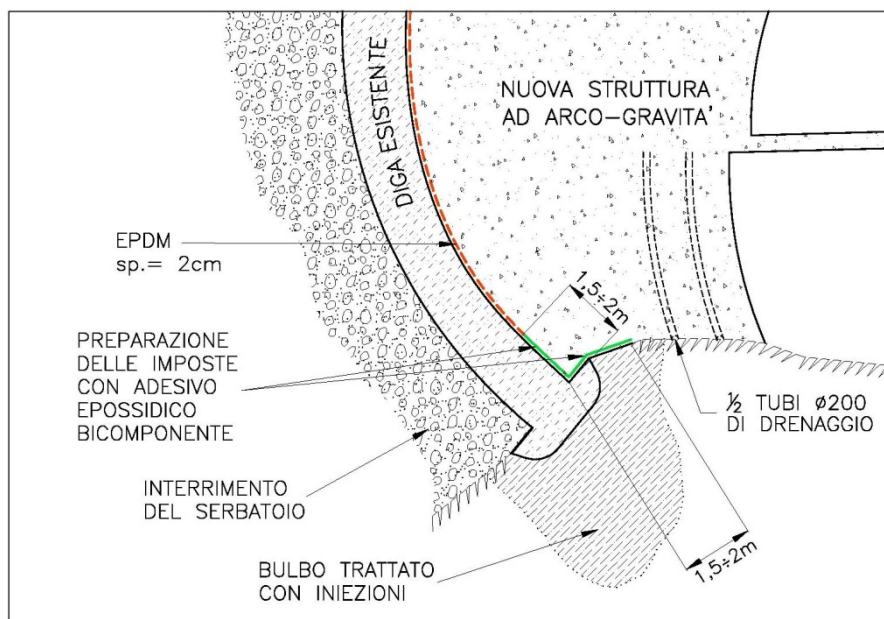 NUOVA STRUTTURA
AD ARCO-GRAVITA'
DIGA ESISTENTE
EPDM
sp.= 2cm
1,5÷2m
PREPARAZIONE
DELLE IMPOSTE
CON ADESIVO
EPOSSIDICO
BICOMPONENTE
½ TUBI ø200
DI DRENAGGIO
INTERRIMENTO
DEL SERBATOIO
1,5÷2m
BULBO TRATTATO
CON INIEZIONI